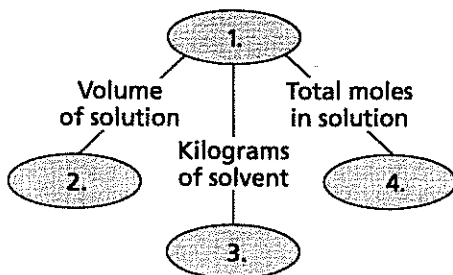 1.
Volume
of solution
Total moles
in solution
Kilograms
of solvent
2.
4.
3.